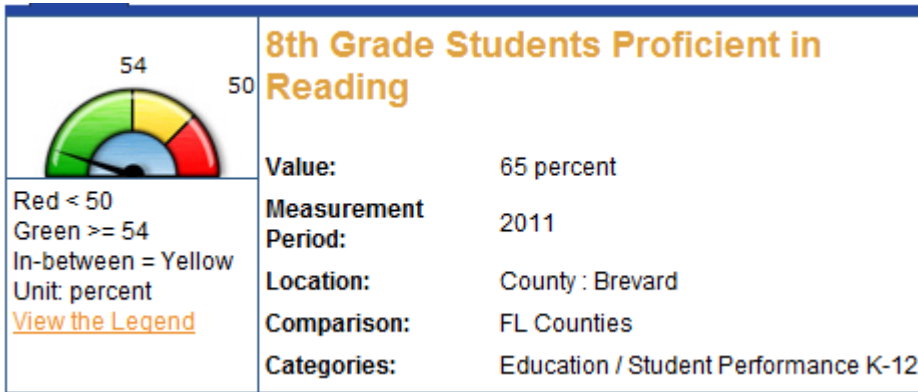 54
50
Red < 50
Green >= 54
In-between = Yellow
Unit: percent
View the Legend
8th Grade Students Proficient in
Reading
Value: 65 percent
Measurement
Period: 2011
Location: County : Brevard
Comparison: FL Counties
Categories: Education / Student Performance K-12